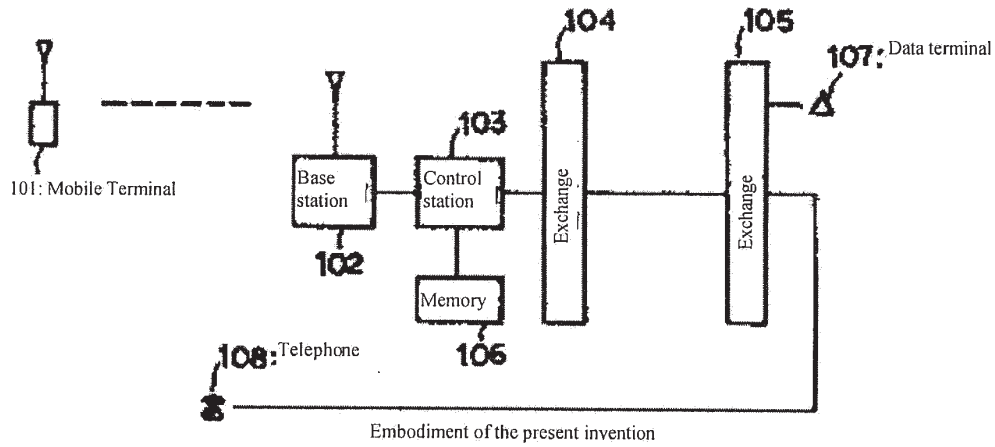 104
105
107: Data terminal
103
101: Mobile Terminal
Base
station
Control
station
Exchange
Exchange
102
Memory
106
108: Telephone
Embodiment of the present invention